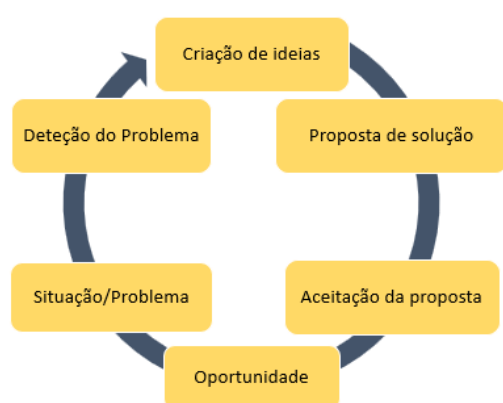 Criação de ideias
Deteção do Problema
Proposta de solução
Situação/Problema
Aceitação da proposta
Oportunidade